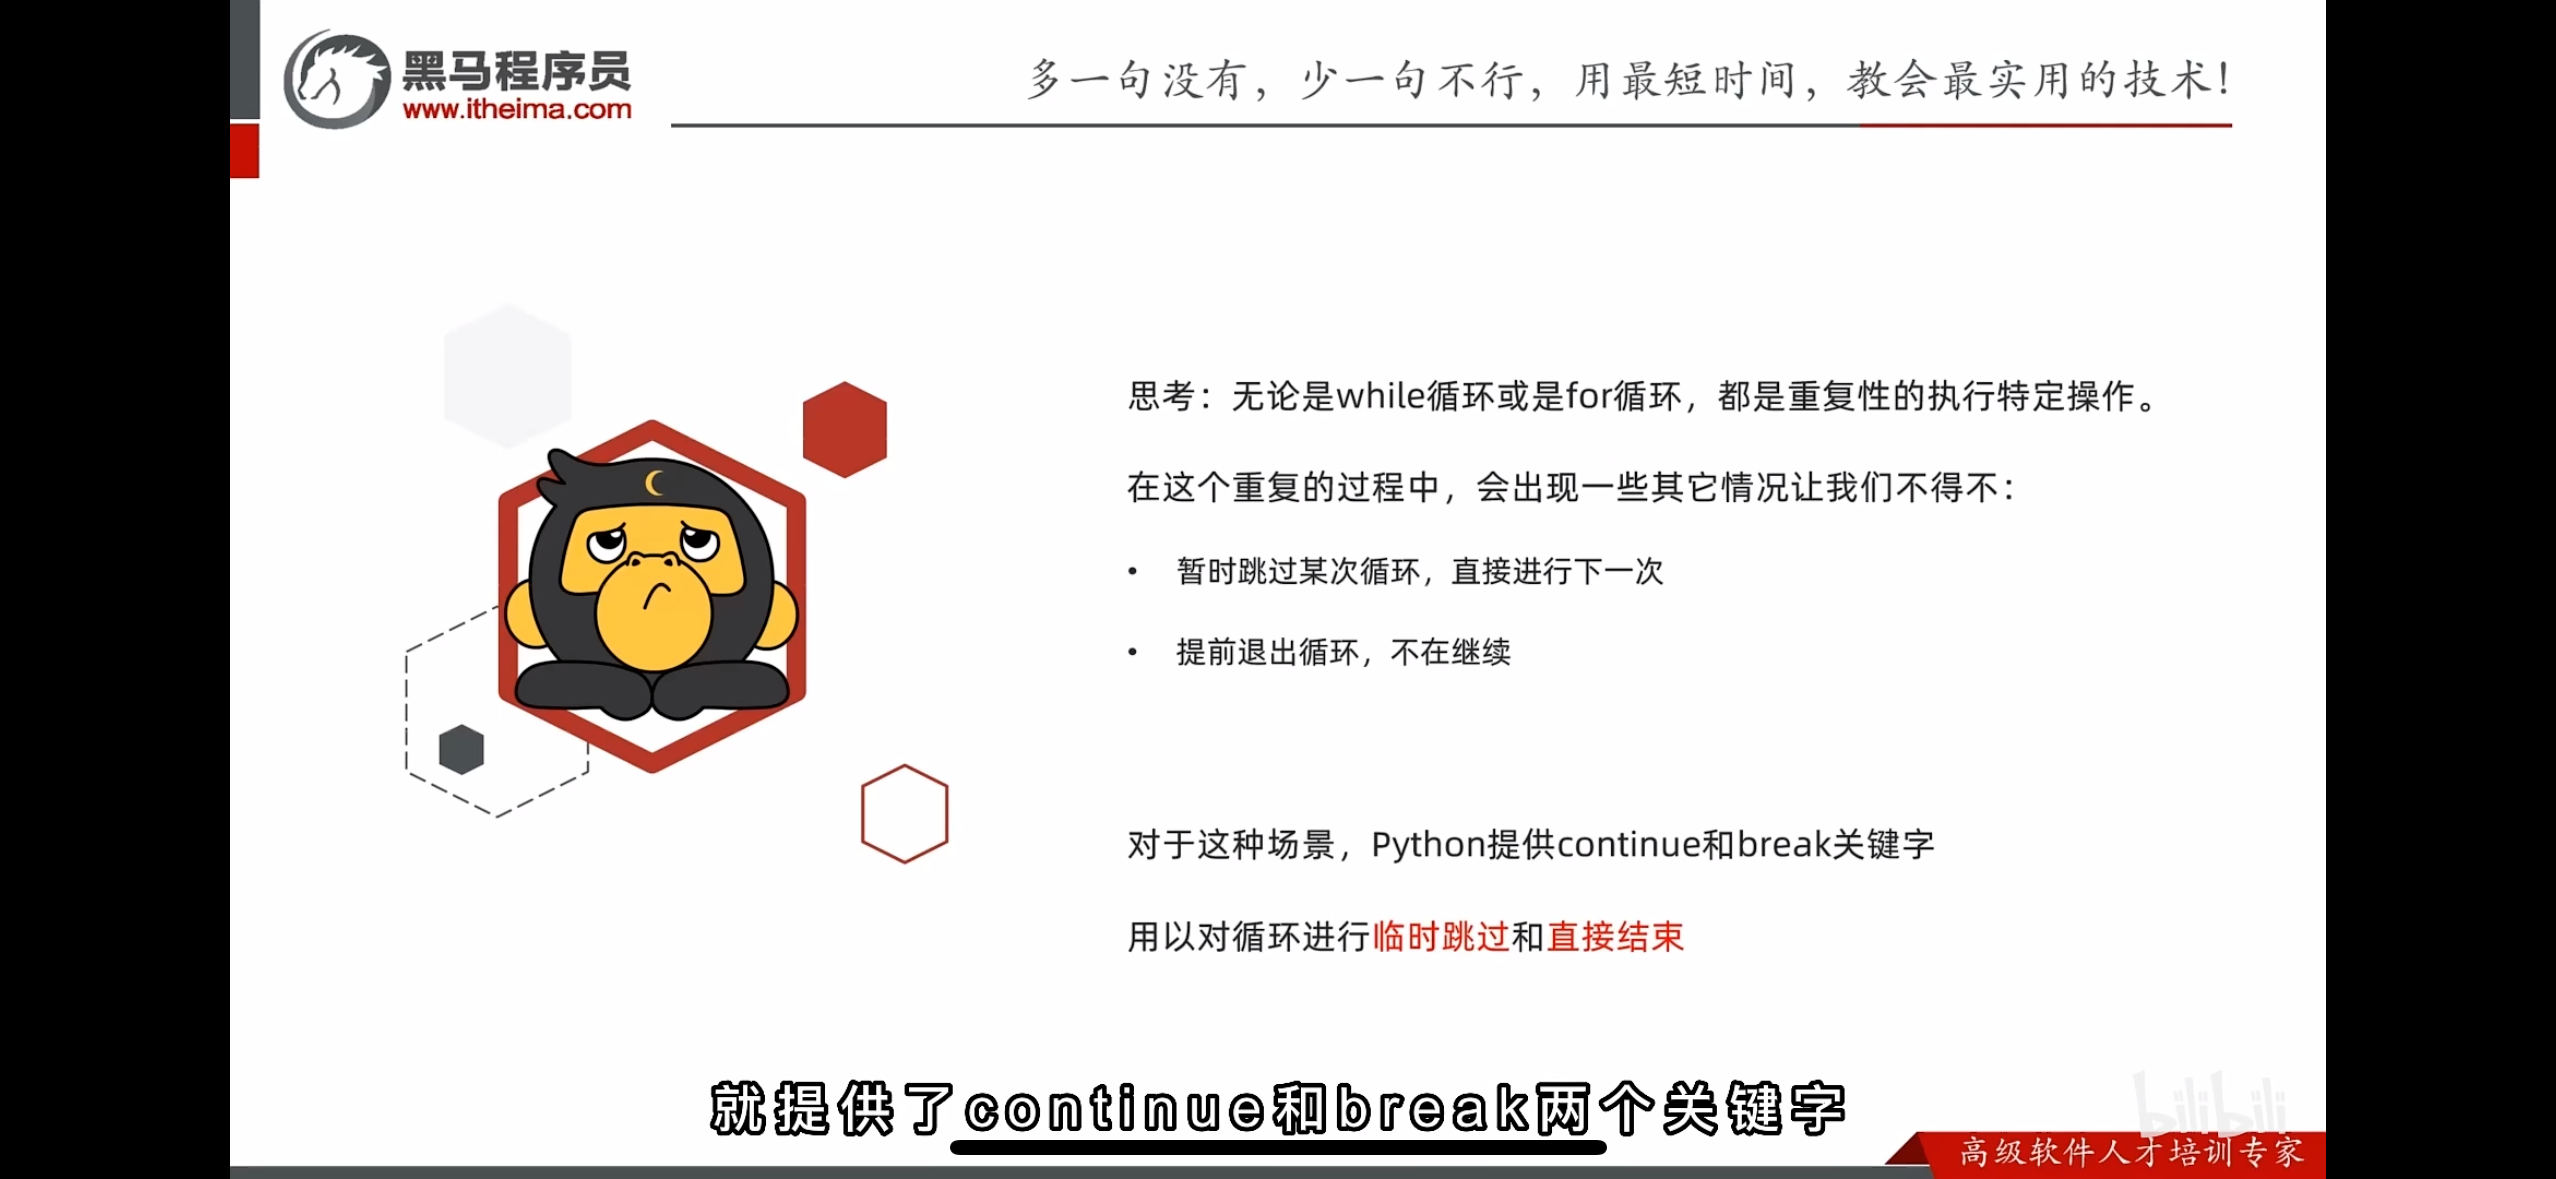 黑马程序员
www.itheima.com
多一句没有，少一句不行，用最短时间，教会最实用的技术！
思考：无论是while循环或是for循环，都是重复性的执行特定操作。
在这个重复的过程中，会出现一些其它情况让我们不得不：
• 暂时跳过某次循环，直接进行下一次
• 提前退出循环，不在继续
对于这种场景，Python提供continue和break关键字
用以对循环进行临时跳过和直接结束
就提供了continue和break两个关键字
bilibili
高级软件人才培训专家